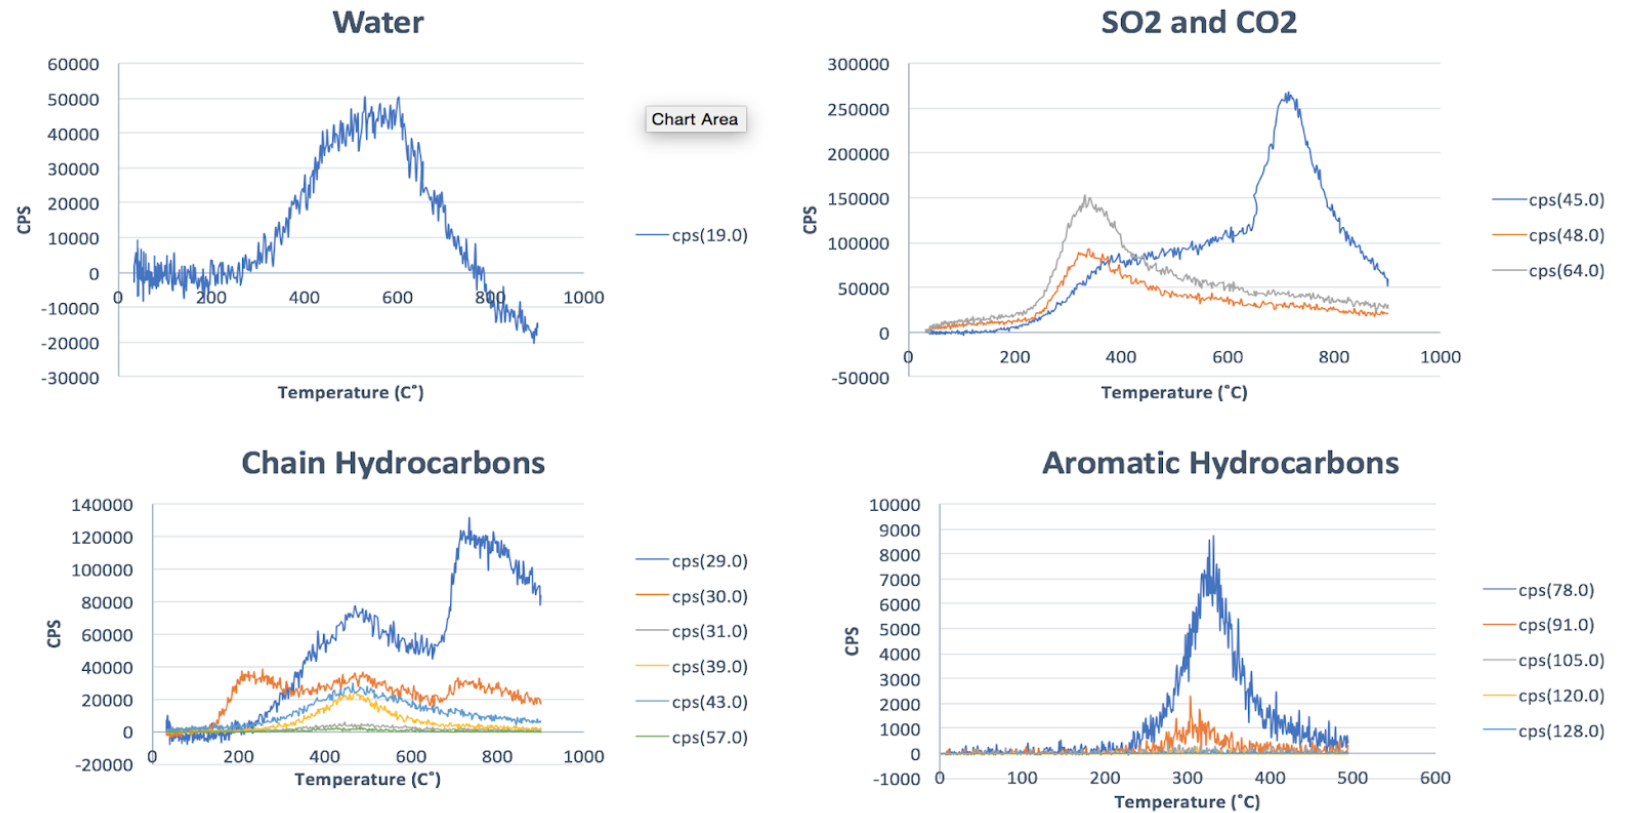 Water
60000
50000
40000
30000
20000
10000
0
-10000
-20000
-30000
0 200 400 600 800 1000
CPS
Temperature (C˚)
cps(19.0)
Chart Area
SO2 and CO2
300000
250000
200000
150000
100000
50000
0
-50000
0 200 400 600 800 1000
CPS
Temperature (˚C)
cps(45.0)
cps(48.0)
cps(64.0)
Chain Hydrocarbons
140000
120000
100000
80000
60000
40000
20000
0
-20000
0 200 400 600 800 1000
CPS
Temperature (C˚)
cps(29.0)
cps(30.0)
cps(31.0)
cps(39.0)
cps(43.0)
cps(57.0)
Aromatic Hydrocarbons
10000
9000
8000
7000
6000
5000
4000
3000
2000
1000
0
-1000
0 100 200 300 400 500 600
CPS
Temperature (˚C)
cps(78.0)
cps(91.0)
cps(105.0)
cps(120.0)
cps(128.0)